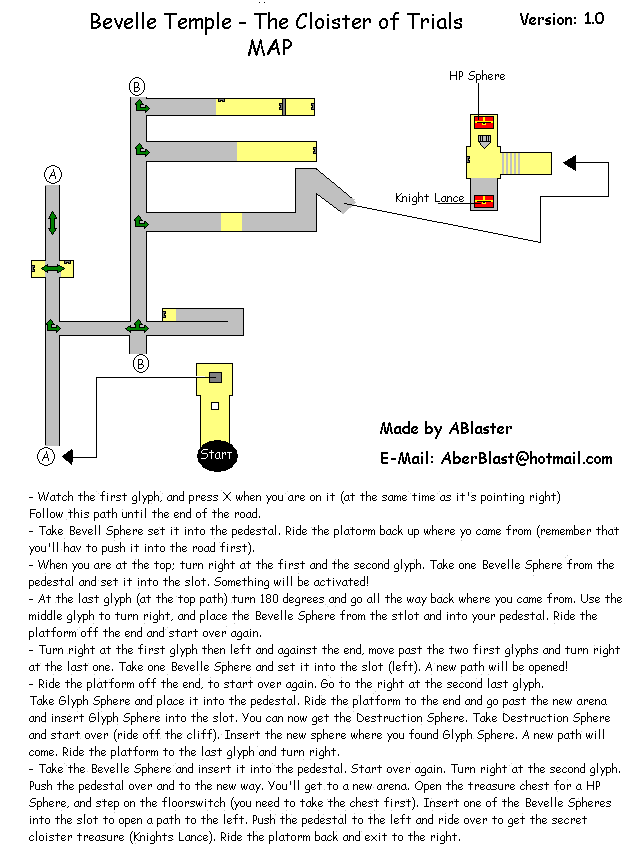 Bevelle Temple - The Cloister of Trials
MAP
Version: 1.0
B
HP Sphere
A
Knight Lance
B
A
Start
Made by ABlaster
E-Mail: AberBlast@hotmail.com
- Watch the first glyph, and press X when you are on it (at the same time as it's pointing right)
Follow this path until the end of the road.
- Take Bevell Sphere set it into the pedestal. Ride the platorm back up where yo came from (remember that
you'll hav to push it into the road first).
- When you are at the top; turn right at the first and the second glyph. Take one Bevelle Sphere from the
pedestal and set it into the slot. Something will be activated!
- At the last glyph (at the top path) turn 180 degrees and go all the way back where you came from. Use the
middle glyph to turn right, and place the Bevelle Sphere from the stlot and into your pedestal. Ride the
platform off the end and start over again.
- Turn right at the first glyph then left and against the end, move past the two first glyphs and turn right
at the last one. Take one Bevelle Sphere and set it into the slot (left). A new path will be opened!
- Ride the platform off the end, to start over again. Go to the right at the second last glyph.
Take Glyph Sphere and place it into the pedestal. Ride the platform to the end and go past the new arena
and insert Glyph Sphere into the slot. You can now get the Destruction Sphere. Take Destruction Sphere
and start over (ride off the cliff). Insert the new sphere where you found Glyph Sphere. A new path will
come. Ride the platform to the last glyph and turn right.
- Take the Bevelle Sphere and insert it into the pedestal. Start over again. Turn right at the second glyph.
Push the pedestal over and to the new way. You'll get to a new arena. Open the treasure chest for a HP
Sphere, and step on the floorswitch (you need to take the chest first). Insert one of the Bevelle Spheres
into the slot to open a path to the left. Push the pedestal to the left and ride over to get the secret
cloister treasure (Knights Lance). Ride the platorm back and exit to the right.